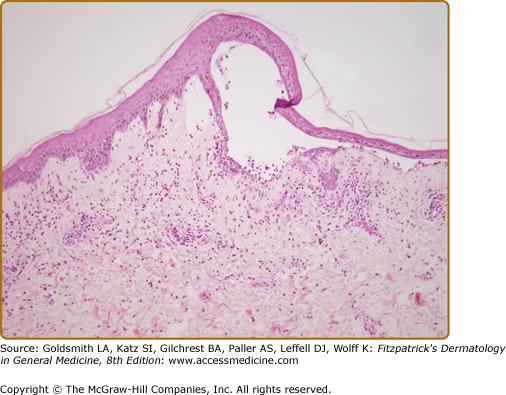 Source: Goldsmith LA, Katz SI, Gilchrest BA, Paller AS, Leffell DJ, Wolff K: Fitzpatrick's Dermatology
in General Medicine, 8th Edition: www.accessmedicine.com
Copyright © The McGraw-Hill Companies, Inc. All rights reserved.